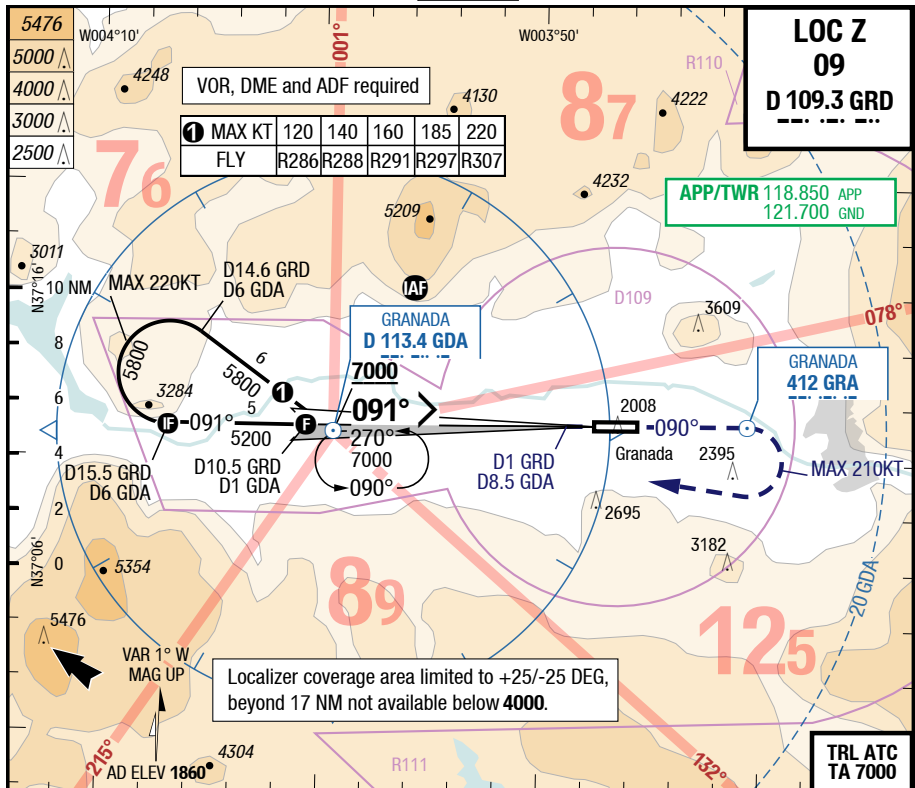 5476
5000
4000
3000
2500
W004°10'
001°
W003°50'
R110
LOC Z
09
D 109.3 GRD
4248
VOR, DME and ADF required
4130
87
4222
1 MAX KT 120 140 160 185 220
FLY R286 R288 R291 R297 R307
76
4232
APP/TWR 118.850 APP
121.700 GND
5209
3011
N37°16'
10 NM
MAX 220KT
D14.6 GRD
D6 GDA
IAF
D109
3609
078°
GRANADA
D 113.4 GDA
8
5800
6
5800
7000
GRANADA
412 GRA
1
3284
6
5
091°
2008
IF
091°
5200
F
270°
7000
090°
090°
Granada
2395
MAX 210KT
D15.5 GRD
D6 GDA
D10.5 GRD
D1 GDA
D1 GRD
D8.5 GDA
4
2
2695
3182
N37°06'
0
5354
89
20 GDA
5476
125
VAR 1° W
MAG UP
Localizer coverage area limited to +25/-25 DEG,
beyond 17 NM not available below 4000.
215°
4304
AD ELEV 1860
R111
132°
TRL ATC
TA 7000